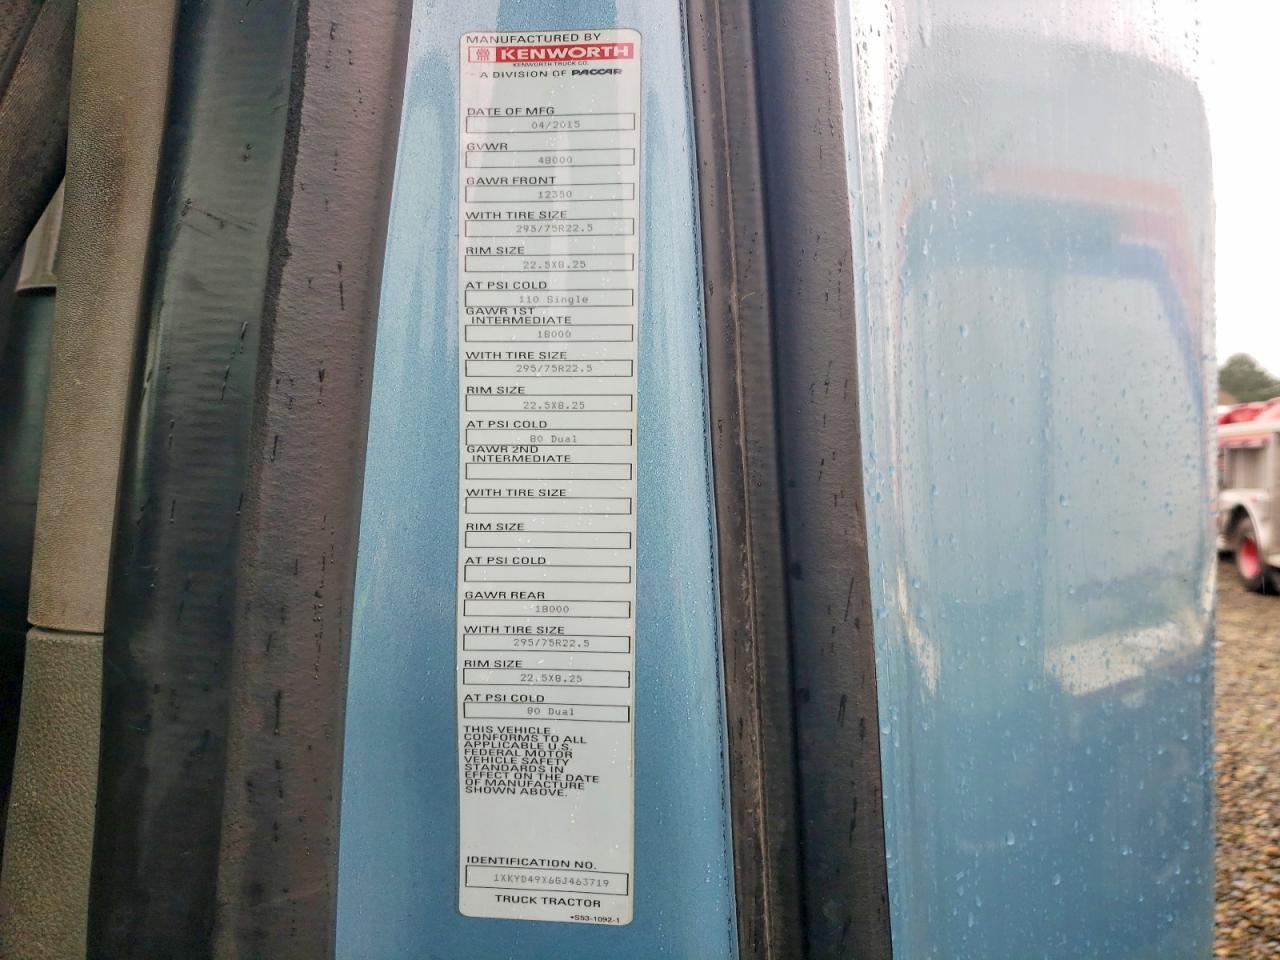 MANUFACTURED BY
KENWORTH
KENWORTH TRUCK CO.
A DIVISION OF PACCAR
DATE OF MFG
04/2015
GVWR
48000
GAWR FRONT
12350
WITH TIRE SIZE
295/75R22.5
RIM SIZE
22.5X8.25
AT PSI COLD
110 Single
GAWR 1ST
INTERMEDIATE
18000
WITH TIRE SIZE
295/75R22.5
RIM SIZE
22.5X8.25
AT PSI COLD
80 Dual
GAWR 2ND
INTERMEDIATE
WITH TIRE SIZE
RIM SIZE
AT PSI COLD
GAWR REAR
18000
WITH TIRE SIZE
295/75R22.5
RIM SIZE
22.5X8.25
AT PSI COLD
80 Dual
THIS VEHICLE
CONFORMS TO ALL
APPLICABLE U.S.
FEDERAL MOTOR
VEHICLE SAFETY
STANDARDS IN
EFFECT ON THE DATE
OF MANUFACTURE
SHOWN ABOVE.
IDENTIFICATION NO.
1XKYD49X6GJ463719
TRUCK TRACTOR
*S53-1092-1